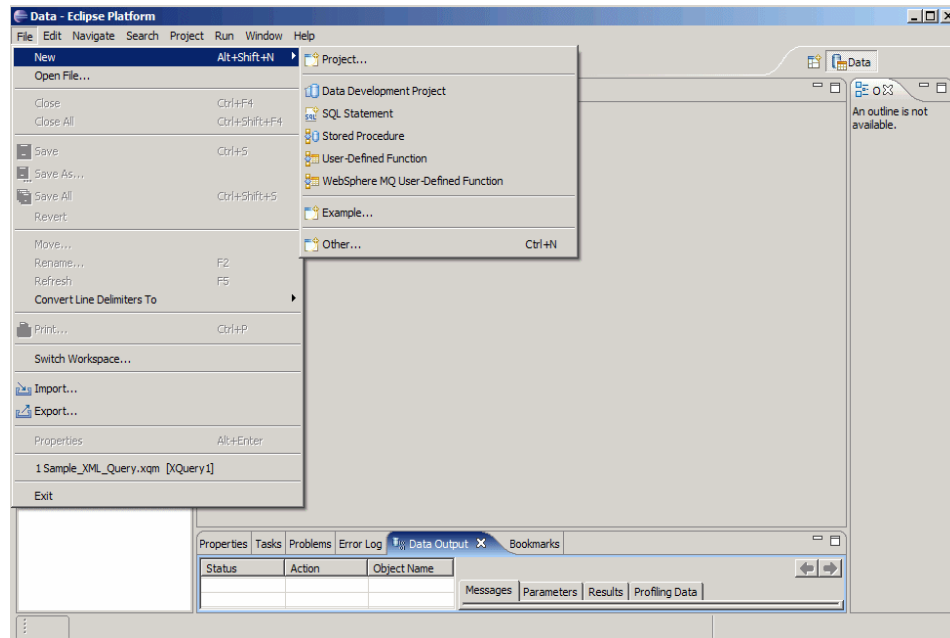 Data - Eclipse Platform
File Edit Navigate Search Project Run Window Help
New Alt+Shift+N
Open File...
Close Ctrl+F4
Close All Ctrl+Shift+F4
Save Ctrl+S
Save As...
Save All Ctrl+Shift+S
Revert
Move...
Rename... F2
Refresh F5
Convert Line Delimiters To
Print... Ctrl+P
Switch Workspace...
Import...
Export...
Properties Alt+Enter
1 Sample_XML_Query.xqm [XQuery1]
Exit
Project...
Data Development Project
SQL Statement
Stored Procedure
User-Defined Function
WebSphere MQ User-Defined Function
Example...
Other... Ctrl+N
Data
O
An outline is not
available.
Properties Tasks Problems Error Log Data Output Bookmarks
Status Action Object Name
Messages Parameters Results Profiling Data